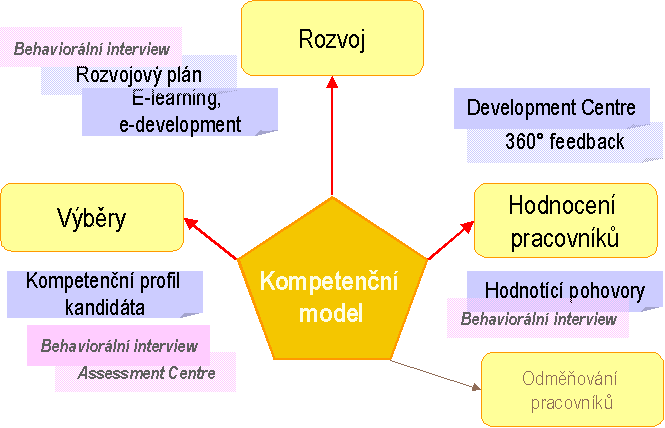 Rozvoj
Behaviorální interview
Rozvojový plán
E-learning,
e-development
Development Centre
360° feedback
Výběry
Hodnocení
pracovníků
Kompetenční
model
Kompetenční profil
kandidáta
Behaviorální interview
Assessment Centre
Hodnotící pohovory
Behaviorální interview
Odměňování
pracovníků